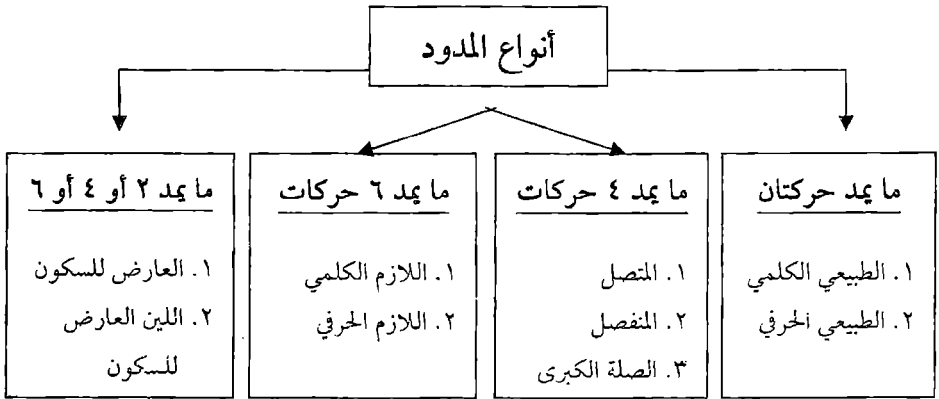 أنواع المدود
ما يمد حركتان
١. الطبيعي الكلمي
٢. الطبيعي الحرفي
ما يمد ٤ حركات
١. المتصل
٢. المنفصل
٣. الصلة الكبرى
ما يمد ٦ حركات
١. اللازم الكلمي
٢. اللازم الحرفي
ما يمد ٢ أو ٤ أو ٦
١. العارض للسكون
٢. اللين العارض
للسكون